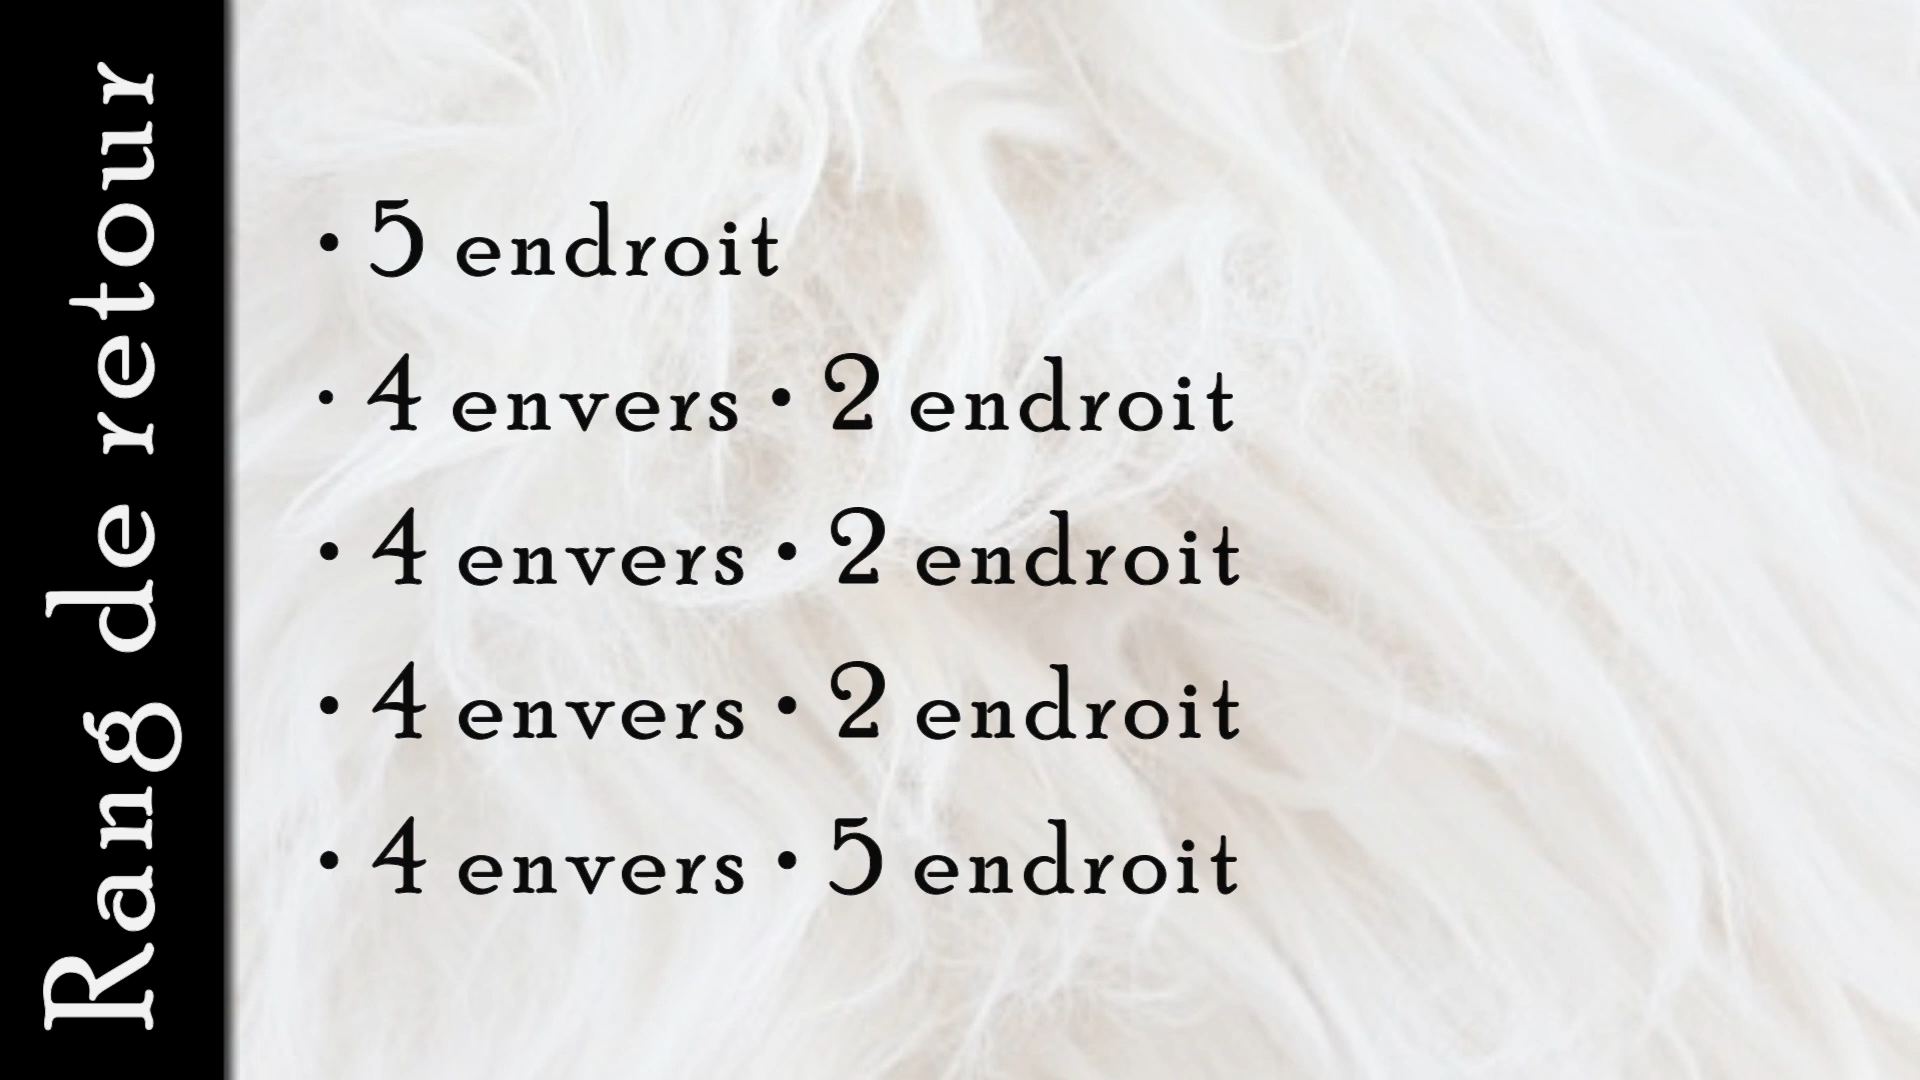 Rang de retour
• 5 endroit
• 4 envers • 2 endroit
• 4 envers • 2 endroit
• 4 envers • 2 endroit
• 4 envers • 5 endroit